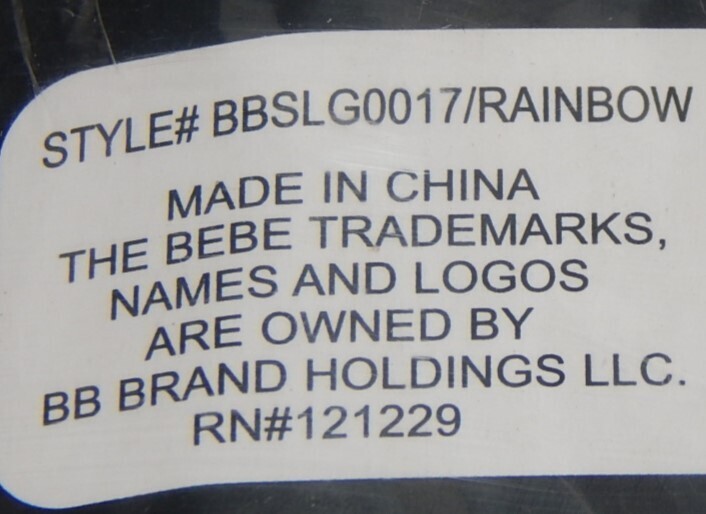 STYLE# BBSLG0017/RAINBOW
MADE IN CHINA
THE BEBE TRADEMARKS,
NAMES AND LOGOS
ARE OWNED BY
BB BRAND HOLDINGS LLC.
RN#121229